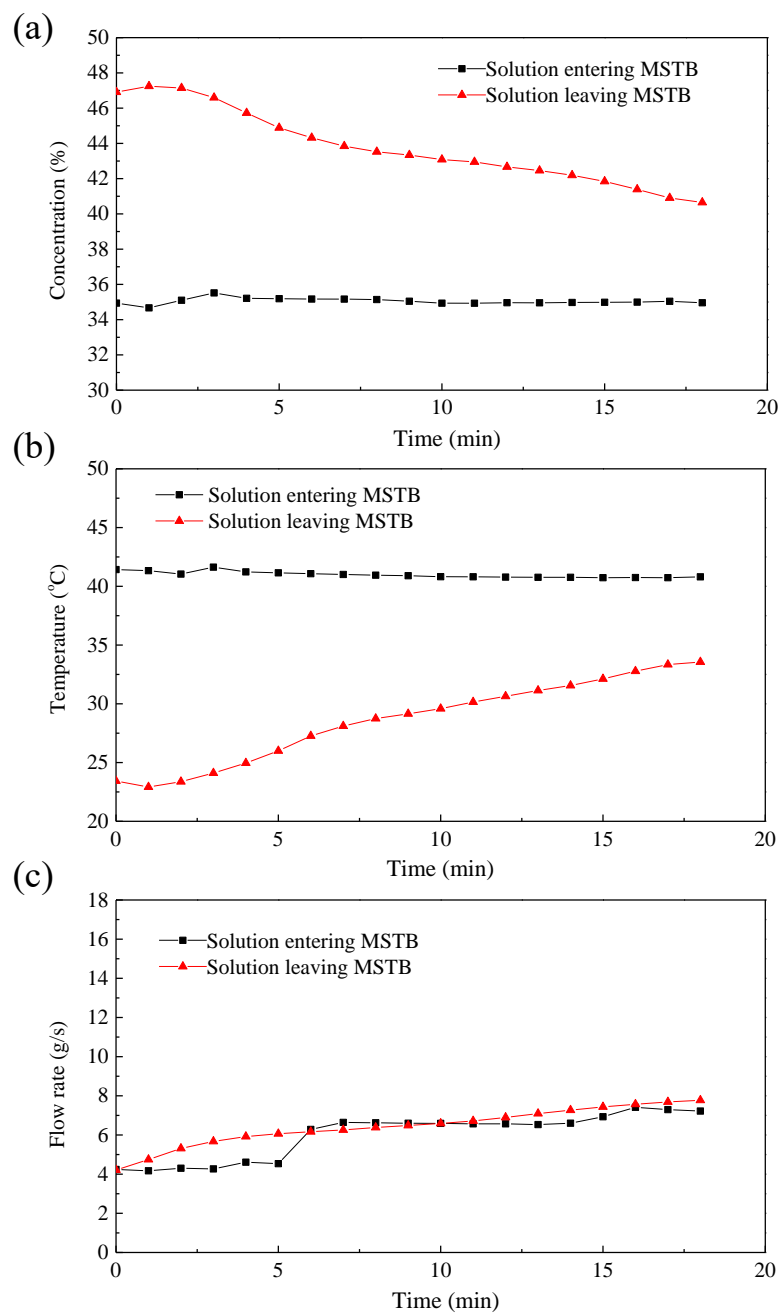 (a)
50
48
46
44
42
40
38
36
34
32
30
Concentration (%)
Solution entering MSTB
Solution leaving MSTB
0
5
10
15
20
Time (min)
(b)
50
45
40
35
30
25
20
Temperature (°C)
Solution entering MSTB
Solution leaving MSTB
0
5
10
15
20
Time (min)
(c)
18
16
14
12
10
8
6
4
2
0
Flow rate (g/s)
Solution entering MSTB
Solution leaving MSTB
0
5
10
15
20
Time (min)